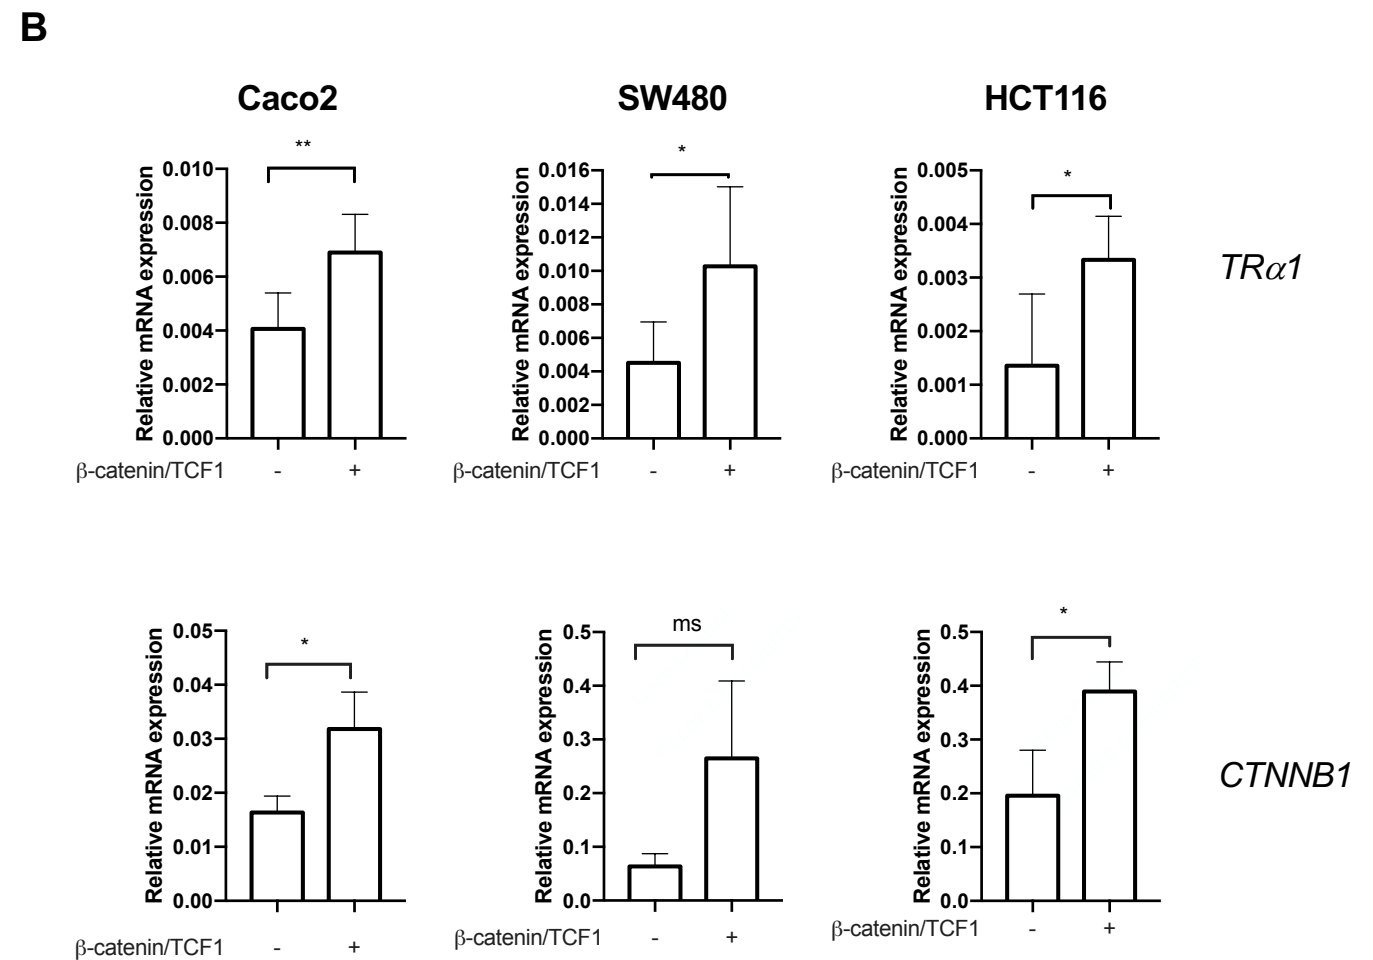 B
Caco2
SW480
HCT116
**
*
*
Relative mRNA expression
0.010
0.008
0.006
0.004
0.002
0.000
β-catenin/TCF1 - +
Relative mRNA expression
0.016
0.014
0.012
0.010
0.008
0.006
0.004
0.002
0.000
β-catenin/TCF1 - +
Relative mRNA expression
0.005
0.004
0.003
0.002
0.001
0.000
β-catenin/TCF1 - +
TRα1
*
ms
*
Relative mRNA expression
0.05
0.04
0.03
0.02
0.01
0.00
β-catenin/TCF1 - +
Relative mRNA expression
0.5
0.4
0.3
0.2
0.1
0.0
β-catenin/TCF1 - +
Relative mRNA expression
0.5
0.4
0.3
0.2
0.1
0.0
β-catenin/TCF1 - +
CTNNB1